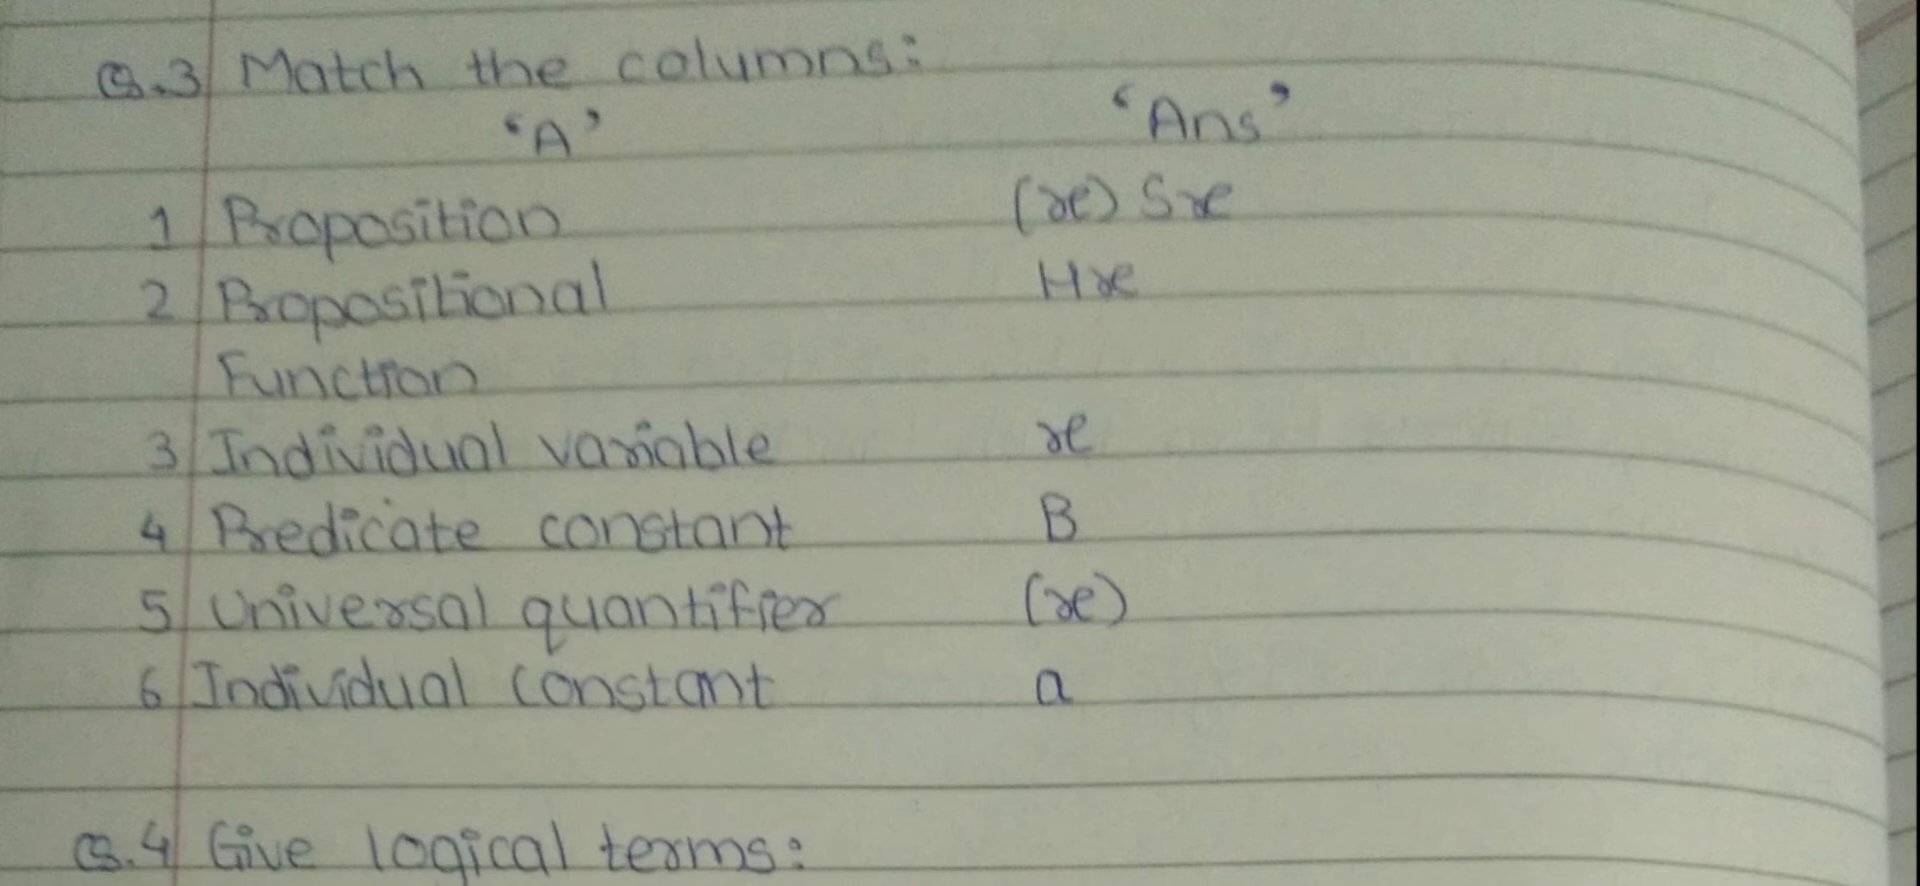 Q.3 Match the columns:
'A' 'Ans'
1 Proposition (x) Sx
2 Propositional Hx
Function
3 Individual variable x
4 Predicate constant B
5 Universal quantifier (x)
6 Individual constant a
Q.4 Give logical terms: